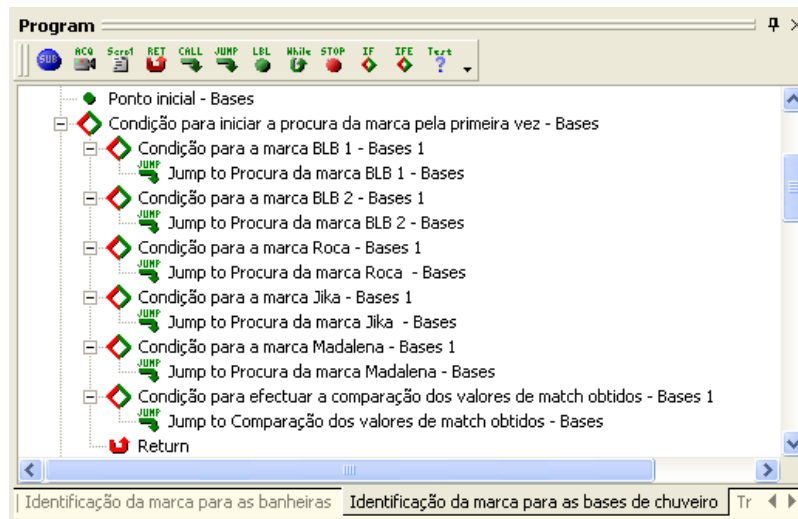 Program
SUB ACQ Script RET CALL JUMP LBL While STOP IF IFE Test
Ponto inicial - Bases
Condição para iniciar a procura da marca pela primeira vez - Bases
Condição para a marca BLB 1 - Bases 1
JUMP Jump to Procura da marca BLB 1 - Bases
Condição para a marca BLB 2 - Bases 1
JUMP Jump to Procura da marca BLB 2 - Bases
Condição para a marca Roca - Bases 1
JUMP Jump to Procura da marca Roca - Bases
Condição para a marca Jika - Bases 1
JUMP Jump to Procura da marca Jika - Bases
Condição para a marca Madalena - Bases 1
JUMP Jump to Procura da marca Madalena - Bases
Condição para efectuar a comparação dos valores de match obtidos - Bases 1
JUMP Jump to Comparação dos valores de match obtidos - Bases
Return
Identificação da marca para as banheiras Identificação da marca para as bases de chuveiro Tr